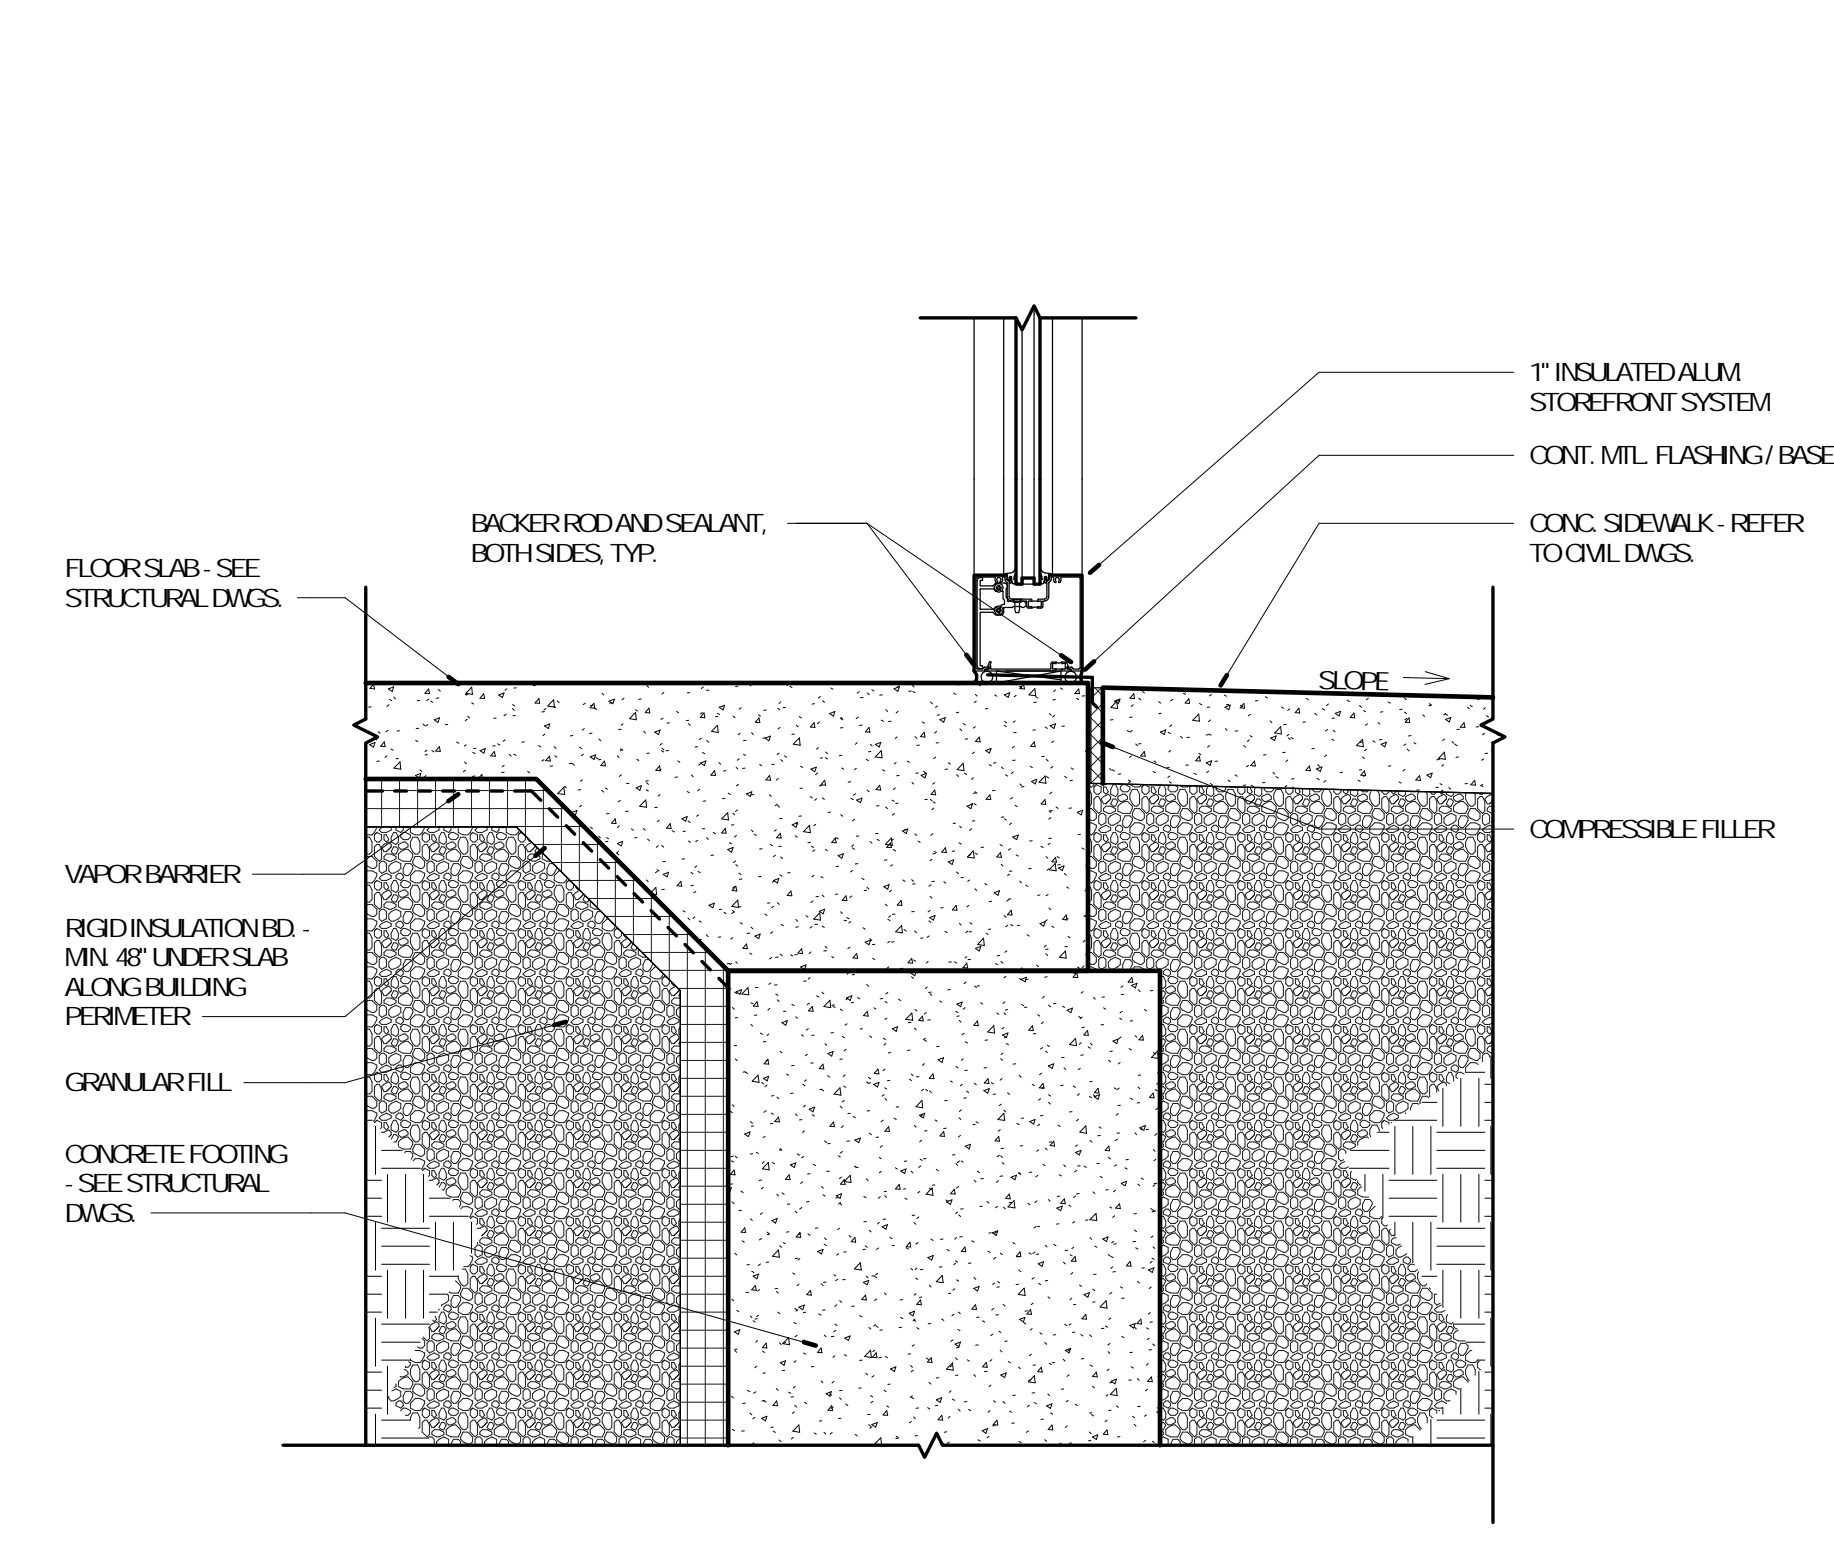 1" INSULATED ALUM.
STOREFRONT SYSTEM
CONT. MTL. FLASHING / BASE
BACKER ROD AND SEALANT,
BOTH SIDES, TYP.
CONC. SIDEWALK - REFER
TO CIVIL DWGS.
FLOOR SLAB - SEE
STRUCTURAL DWGS.
SLOPE
COMPRESSIBLE FILLER
VAPOR BARRIER
RIGID INSULATION BD. -
MIN. 48" UNDER SLAB
ALONG BUILDING
PERIMETER
GRANULAR FILL
CONCRETE FOOTING
- SEE STRUCTURAL
DWGS.